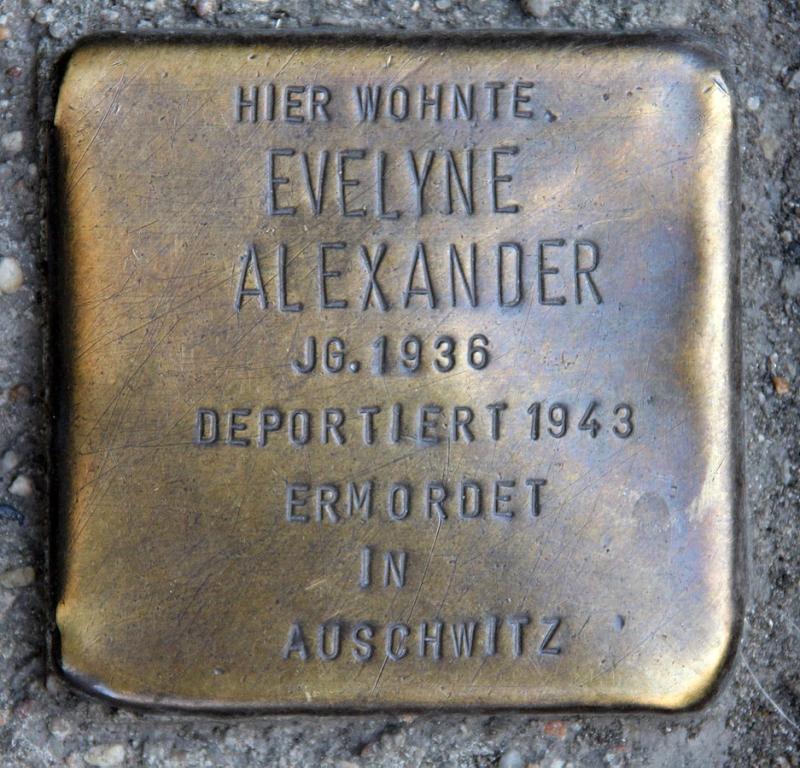 HIER WOHNTE
EVELYNE
ALEXANDER
JG. 1936
DEPORTIERT 1943
ERMORDET
IN
AUSCHWITZ